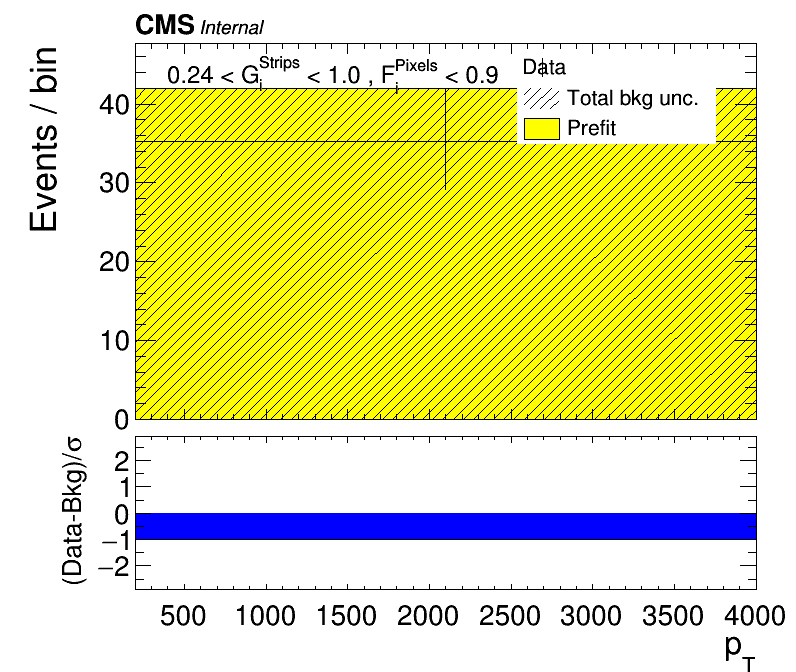 CMS Internal
Events / bin
0.24 < G_i^Strips < 1.0 , F_i^Pixels < 0.9
Data
Total bkg unc.
Prefit
40
30
20
10
0
(Data-Bkg)/σ
2
1
0
−1
−2
500 1000 1500 2000 2500 3000 3500 4000
p_T